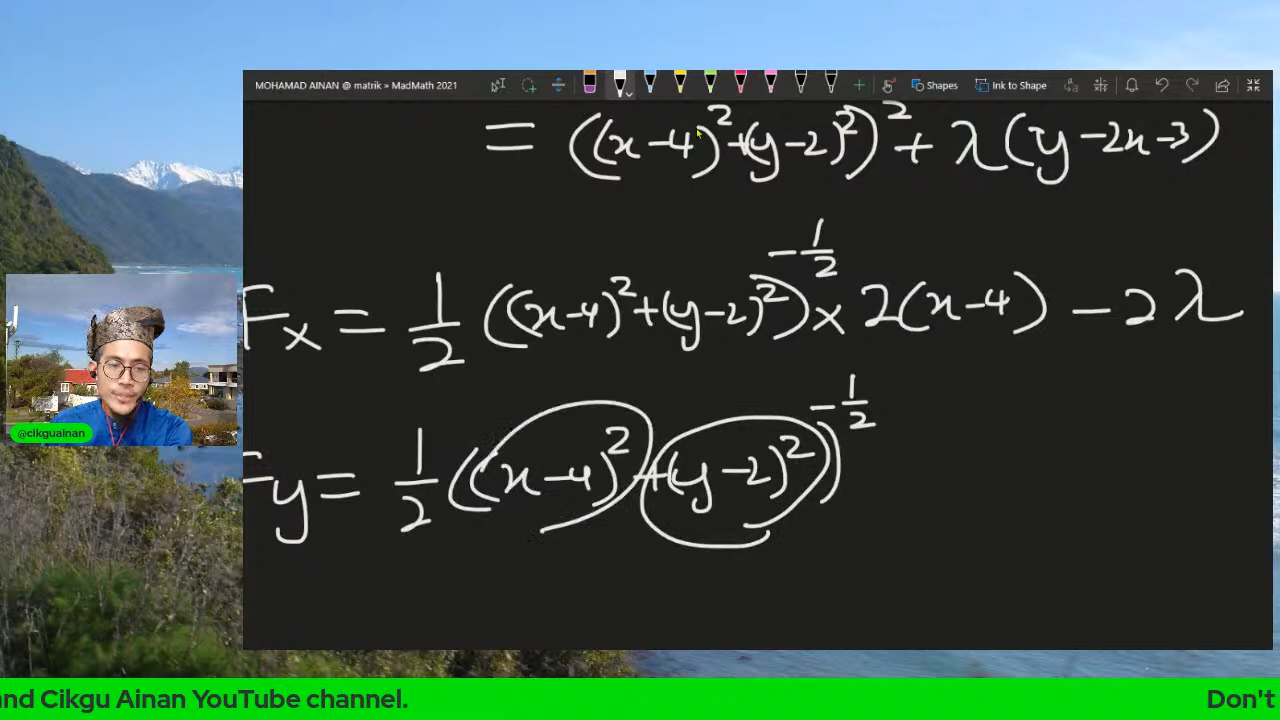 MOHAMAD AINAN @ matrik » MadMath 2021
Shapes
Ink to Shape
= ((x-4)²+(y-2)²)² + λ(y-2x-3)
Fx = 1/2 ((x-4)²+(y-2)²)^-1/2 × 2(x-4) - 2λ
Fy = 1/2 ((x-4)²+(y-2)²)^-1/2
@cikguainan
and Cikgu Ainan YouTube channel.
Don't